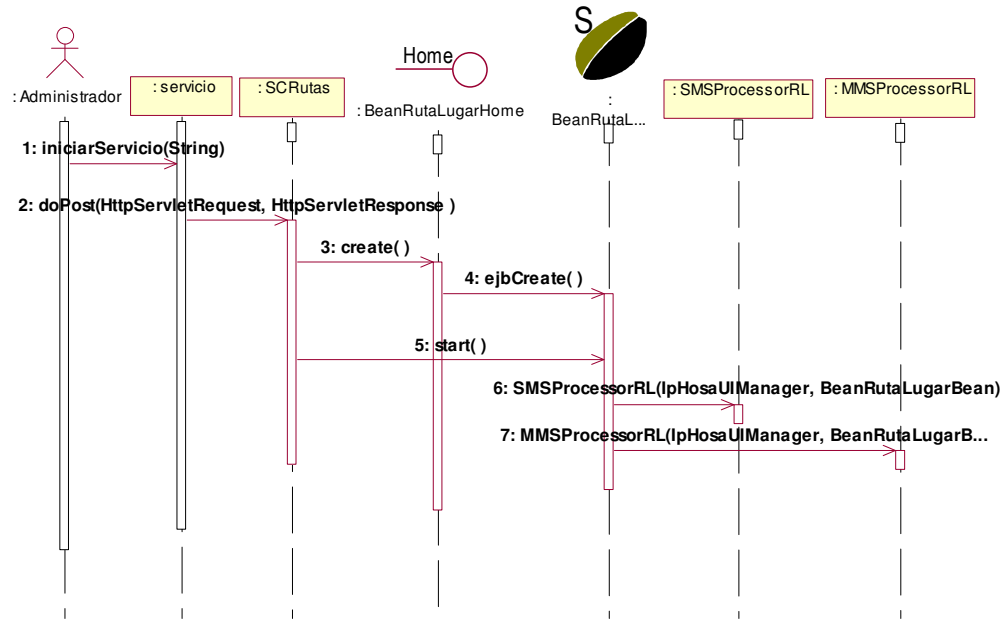 S
Home
: Administrador
: servicio
: SCRutas
: BeanRutaLugarHome
:
BeanRutaL...
: SMSProcessorRL
: MMSProcessorRL
1: iniciarServicio(String)
2: doPost(HttpServletRequest, HttpServletResponse )
3: create( )
4: ejbCreate( )
5: start( )
6: SMSProcessorRL(IpHosaUIManager, BeanRutaLugarBean)
7: MMSProcessorRL(IpHosaUIManager, BeanRutaLugarB...